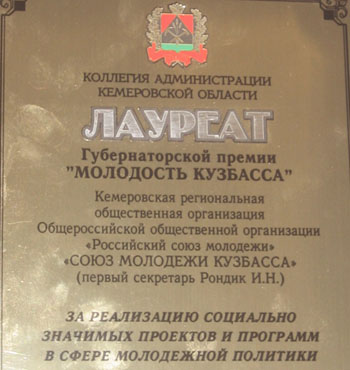 КОЛЛЕГИЯ АДМИНИСТРАЦИИ
КЕМЕРОВСКОЙ ОБЛАСТИ
ЛАУРЕАТ
Губернаторской премии
"МОЛОДОСТЬ КУЗБАССА"
Кемеровская региональная
общественная организация
Общероссийской общественной организации
«Российский союз молодежи»
«СОЮЗ МОЛОДЕЖИ КУЗБАССА»
(первый секретарь Рондик И.Н.)
ЗА РЕАЛИЗАЦИЮ СОЦИАЛЬНО
ЗНАЧИМЫХ ПРОЕКТОВ И ПРОГРАММ
В СФЕРЕ МОЛОДЕЖНОЙ ПОЛИТИКИ